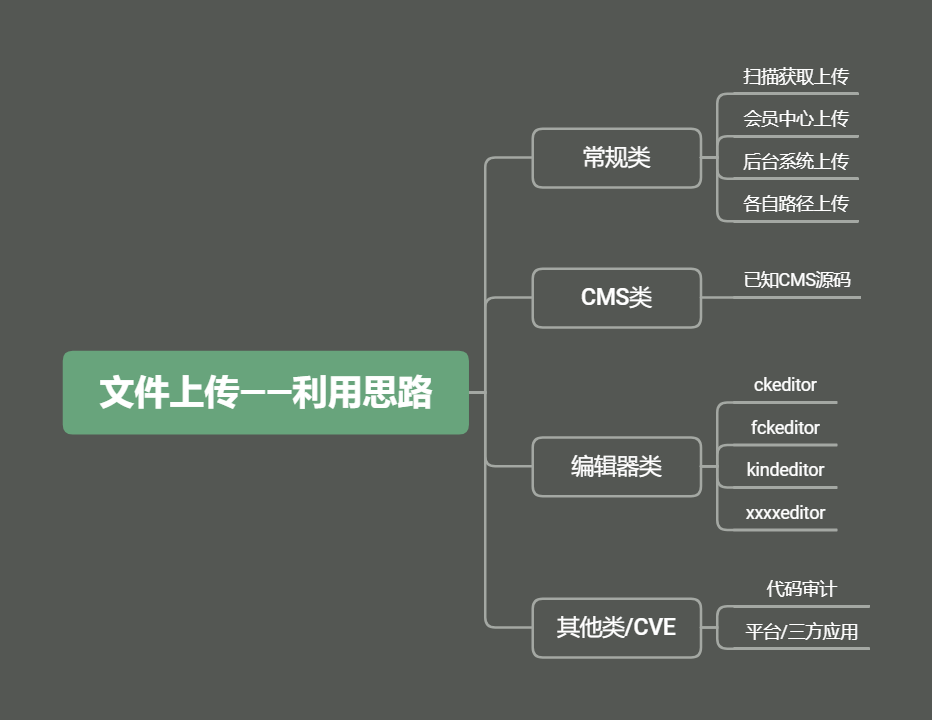 文件上传——利用思路
常规类
扫描获取上传
会员中心上传
后台系统上传
各自路径上传
CMS类
已知CMS源码
编辑器类
ckeditor
fckeditor
kindeditor
xxxxeditor
其他类/CVE
代码审计
平台/三方应用